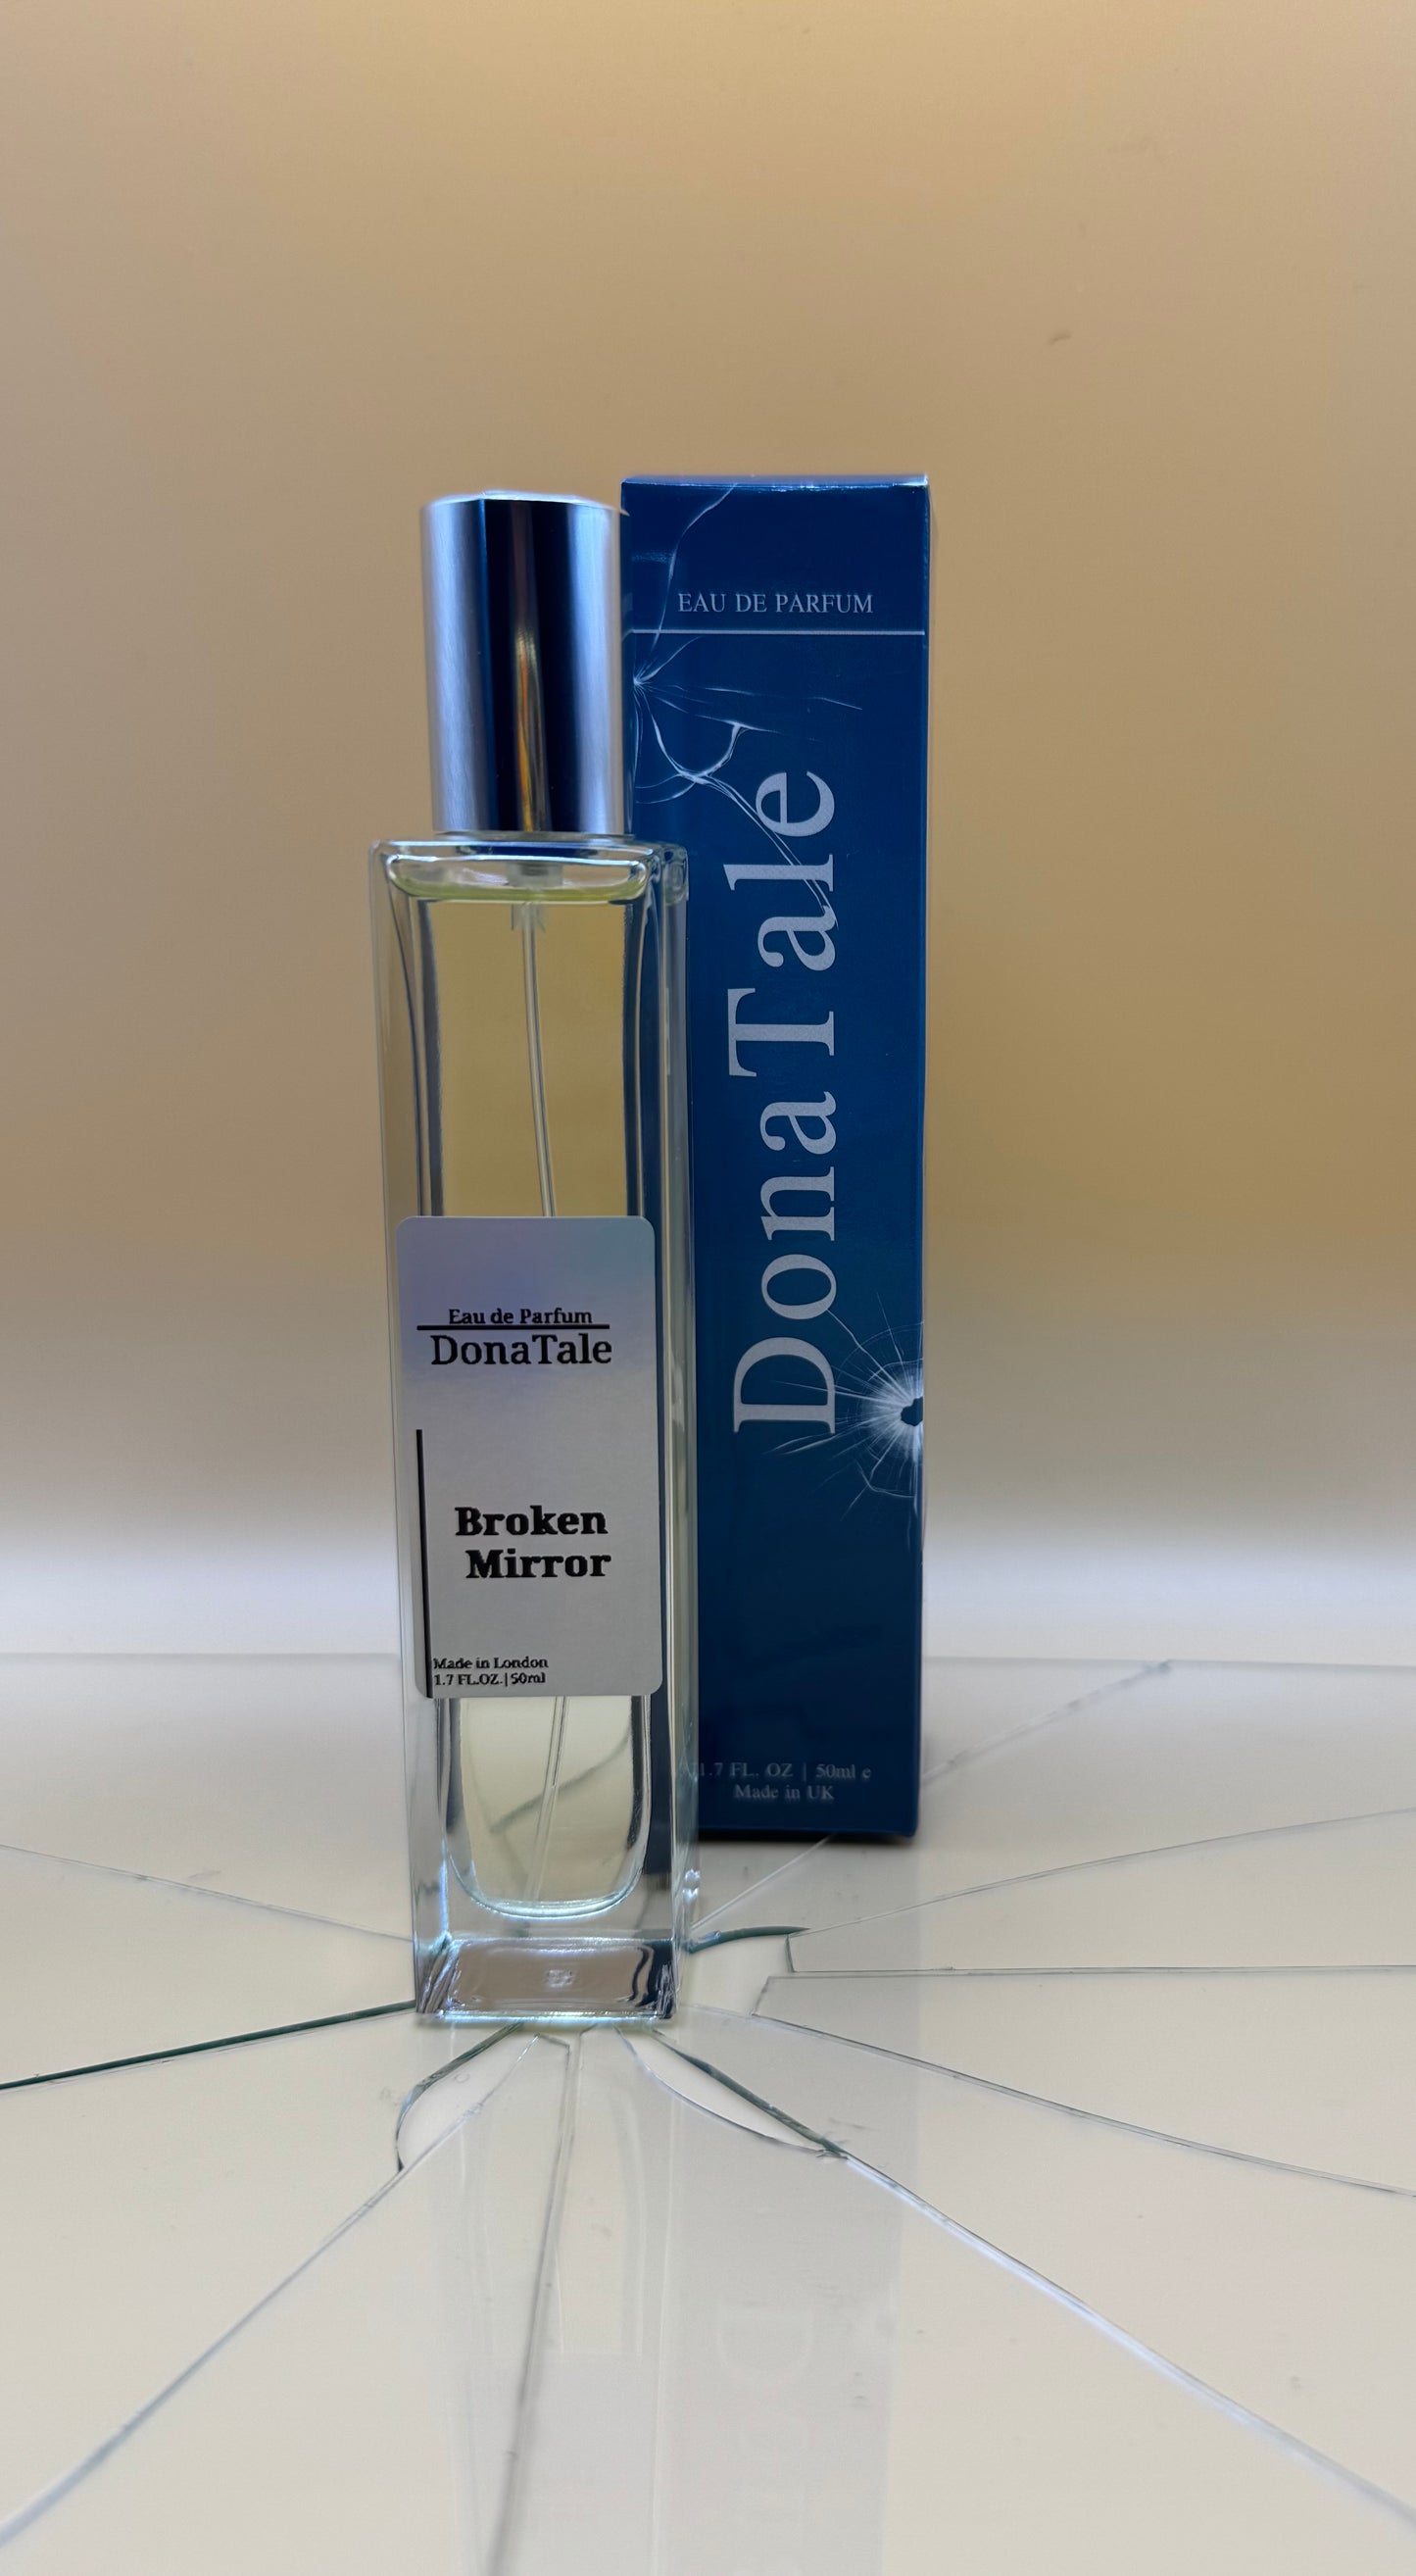 Eau de Parfum
DonaTale
Broken
Mirror
Made in London
1.7 FL.OZ.|50ml
EAU DE PARFUM
DonaTale
1.7 FL. OZ | 50ml e
Made in UK